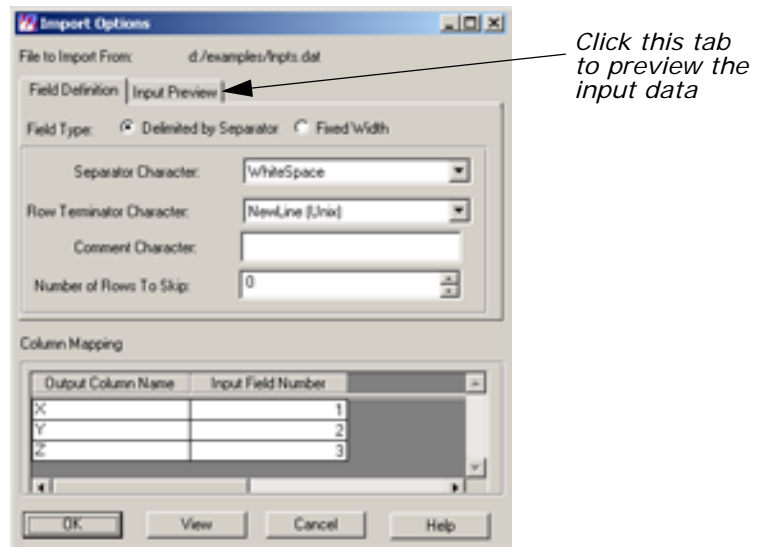 Import Options
File to Import From: d:/examples/lnpts.dat
Click this tab
to preview the
input data
Field Definition Input Preview
Field Type: Delimited by Separator Fixed Width
Separator Character: WhiteSpace
Row Terminator Character: NewLine (Unix)
Comment Character:
Number of Rows To Skip: 0
Column Mapping
Output Column Name Input Field Number
X 1
Y 2
Z 3
OK View Cancel Help